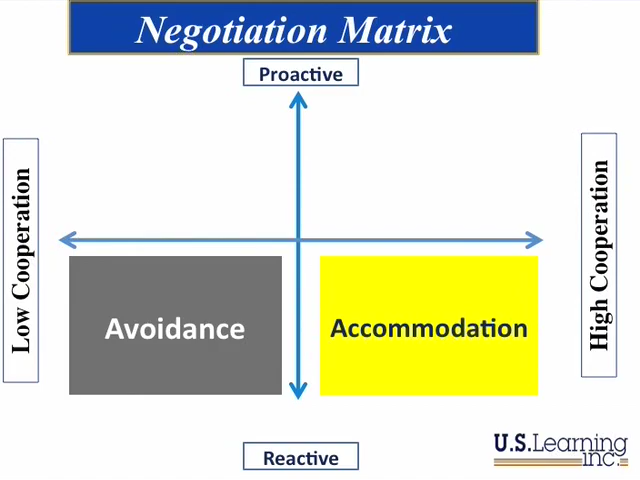 Negotiation Matrix
Proactive
Low Cooperation
High Cooperation
Avoidance
Accommodation
Reactive
U.S.Learning
inc.